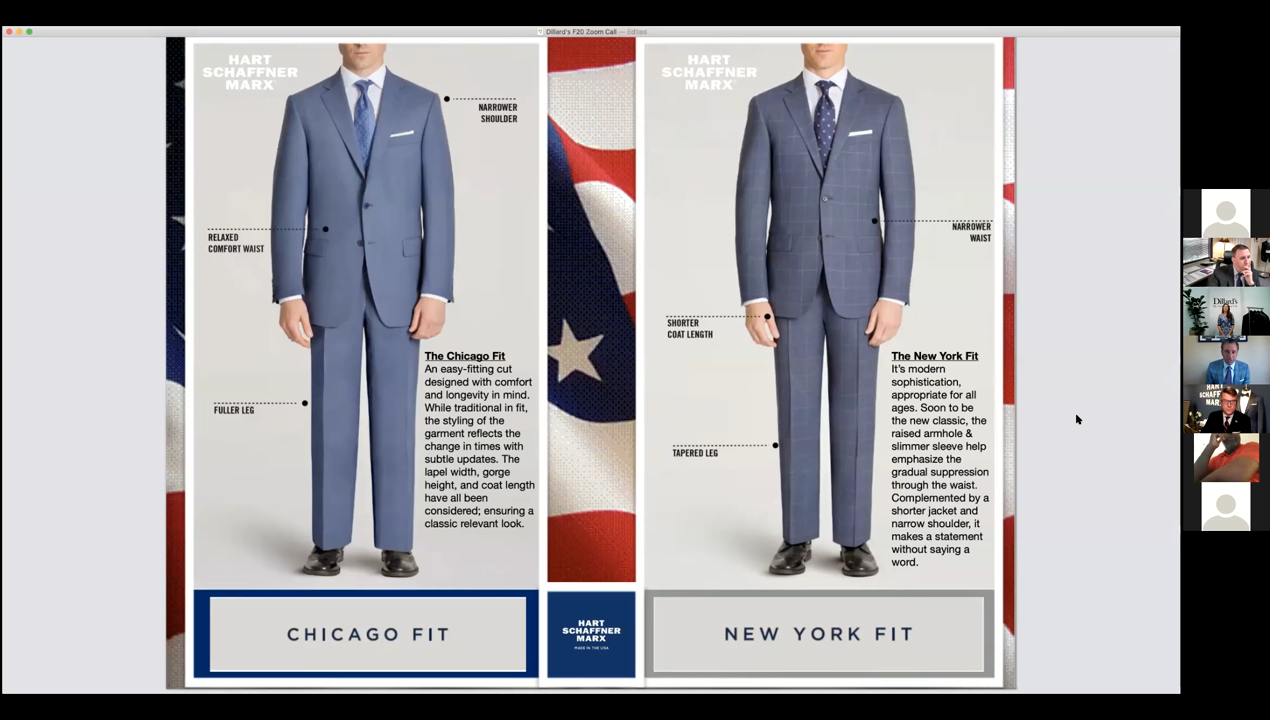 Dillard's F20 Zoom Call — Edited
HART
SCHAFFNER
MARX
NARROWER
SHOULDER
RELAXED
COMFORT WAIST
FULLER LEG
The Chicago Fit
An easy-fitting cut
designed with comfort
and longevity in mind.
While traditional in fit,
the styling of the
garment reflects the
change in times with
subtle updates. The
lapel width, gorge
height, and coat length
have all been
considered; ensuring a
classic relevant look.
CHICAGO FIT
HART
SCHAFFNER
MARX
MADE IN THE USA
HART
SCHAFFNER
MARX
NARROWER
WAIST
SHORTER
COAT LENGTH
TAPERED LEG
The New York Fit
It's modern
sophistication,
appropriate for all
ages. Soon to be
the new classic, the
raised armhole &
slimmer sleeve help
emphasize the
gradual suppression
through the waist.
Complemented by a
shorter jacket and
narrow shoulder, it
makes a statement
without saying a
word.
NEW YORK FIT
Dillard's
HART
SCHAFFNER
MARX